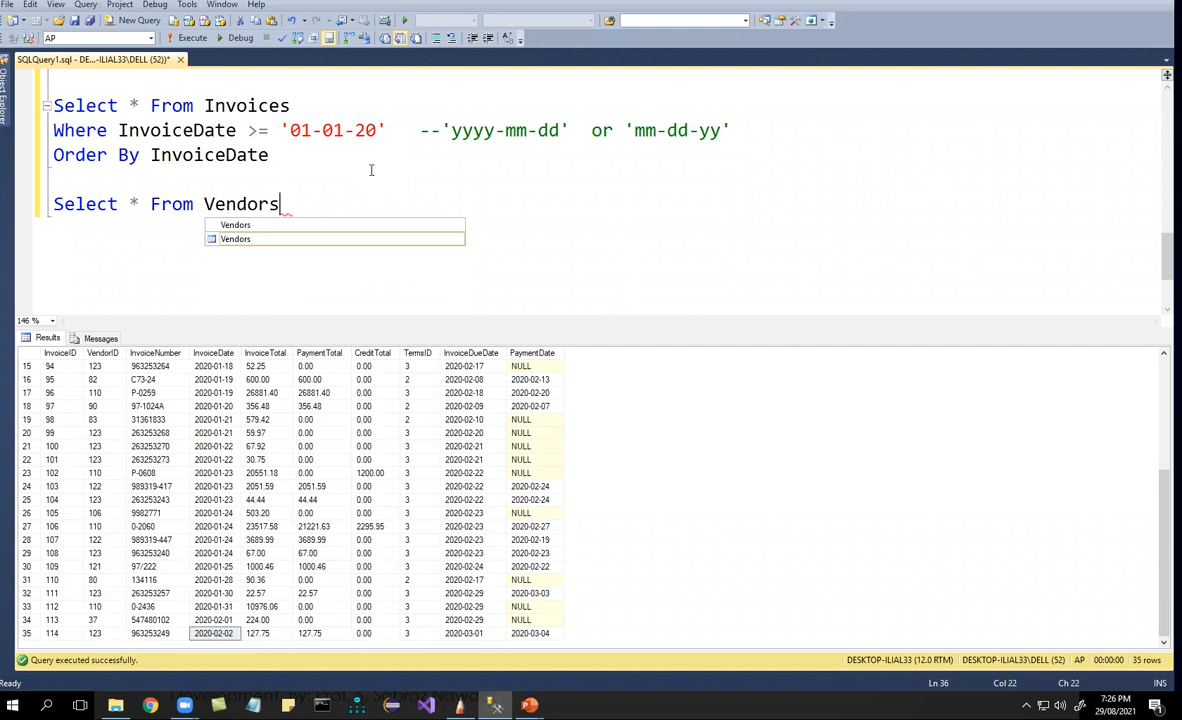 File Edit View Query Project Debug Tools Window Help
New Query
AP Execute Debug
SQLQuery1.sql - DE...-ILIAL33\DELL (52))*
Object Explorer
Select * From Invoices
Where InvoiceDate >= '01-01-20' --'yyyy-mm-dd' or 'mm-dd-yy'
Order By InvoiceDate
Select * From Vendors
Vendors
Vendors
146 %
Results Messages
InvoiceID VendorID InvoiceNumber InvoiceDate InvoiceTotal PaymentTotal CreditTotal TermsID InvoiceDueDate PaymentDate
15 94 123 963253264 2020-01-18 52.25 0.00 0.00 3 2020-02-17 NULL
16 95 82 C73-24 2020-01-19 600.00 600.00 0.00 2 2020-02-08 2020-02-13
17 96 110 P-0259 2020-01-19 26881.40 26881.40 0.00 3 2020-02-18 2020-02-20
18 97 90 97-1024A 2020-01-20 356.48 356.48 0.00 2 2020-02-09 2020-02-07
19 98 83 31361833 2020-01-21 579.42 0.00 0.00 2 2020-02-10 NULL
20 99 123 263253268 2020-01-21 59.97 0.00 0.00 3 2020-02-20 NULL
21 100 123 263253270 2020-01-22 67.92 0.00 0.00 3 2020-02-21 NULL
22 101 123 263253273 2020-01-22 30.75 0.00 0.00 3 2020-02-21 NULL
23 102 110 P-0608 2020-01-23 20551.18 0.00 1200.00 3 2020-02-22 NULL
24 103 122 989319-417 2020-01-23 2051.59 2051.59 0.00 3 2020-02-22 2020-02-24
25 104 123 263253243 2020-01-23 44.44 44.44 0.00 3 2020-02-22 2020-02-24
26 105 106 9982771 2020-01-24 503.20 0.00 0.00 3 2020-02-23 NULL
27 106 110 0-2060 2020-01-24 23517.58 21221.63 2295.95 3 2020-02-23 2020-02-27
28 107 122 989319-447 2020-01-24 3689.99 3689.99 0.00 3 2020-02-23 2020-02-19
29 108 123 963253240 2020-01-24 67.00 67.00 0.00 3 2020-02-23 2020-02-23
30 109 121 97/222 2020-01-25 1000.46 1000.46 0.00 3 2020-02-24 2020-02-22
31 110 80 134116 2020-01-28 90.36 0.00 0.00 2 2020-02-17 NULL
32 111 123 263253257 2020-01-30 22.57 22.57 0.00 3 2020-02-29 2020-03-03
33 112 110 0-2436 2020-01-31 10976.06 0.00 0.00 3 2020-02-29 NULL
34 113 37 547480102 2020-02-01 224.00 0.00 0.00 3 2020-02-29 NULL
35 114 123 963253249 2020-02-02 127.75 127.75 0.00 3 2020-03-01 2020-03-04
Query executed successfully. DESKTOP-ILIAL33 (12.0 RTM) DESKTOP-ILIAL33\DELL (52) AP 00:00:00 35 rows
Ready Ln 36 Col 22 Ch 22 INS
7:26 PM
29/08/2021